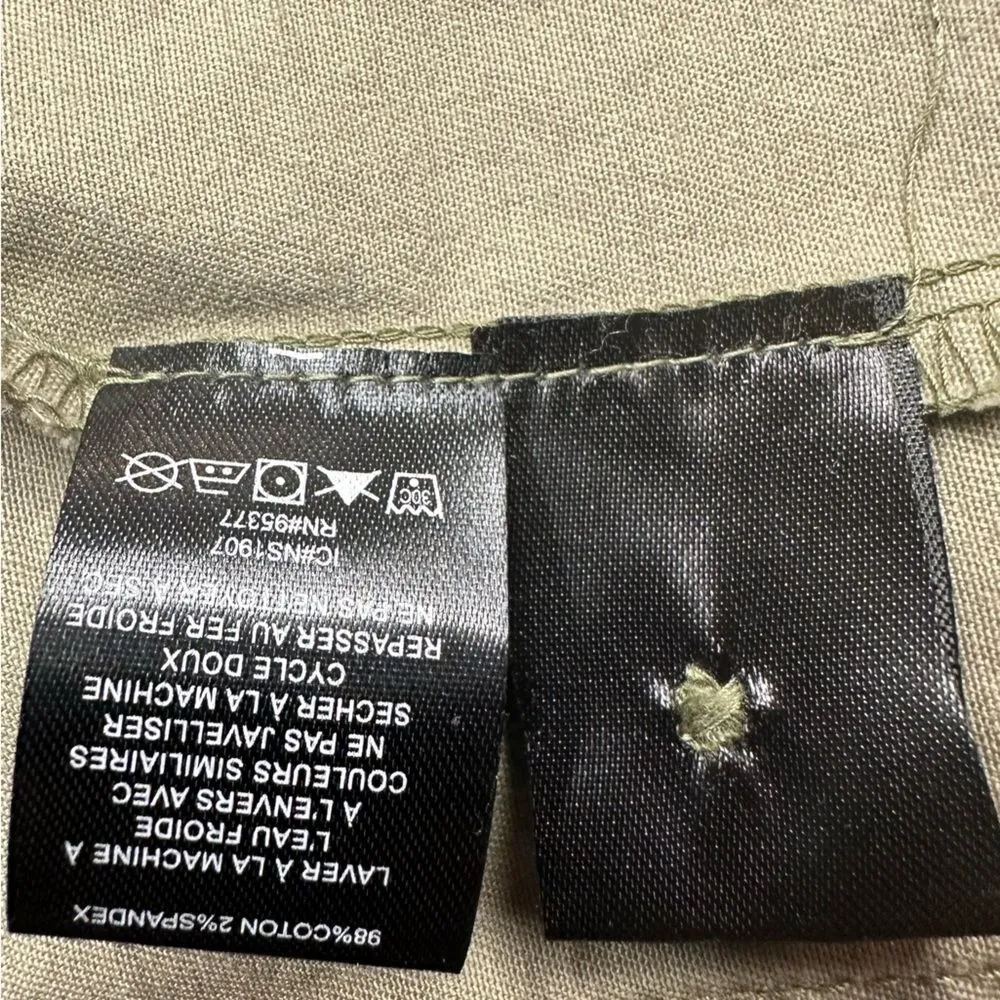 98%COTON 2%SPANDEX
LAVER À LA MACHINE À
L'EAU FROIDE
À L'ENVERS AVEC
COULEURS SIMILIAIRES
NE PAS JAVELLISER
SÉCHER À LA MACHINE
CYCLE DOUX
REPASSER AU FER FROIDE
NE PAS NETTOYER A SEC
IC#NS1907
RN#95377
30C